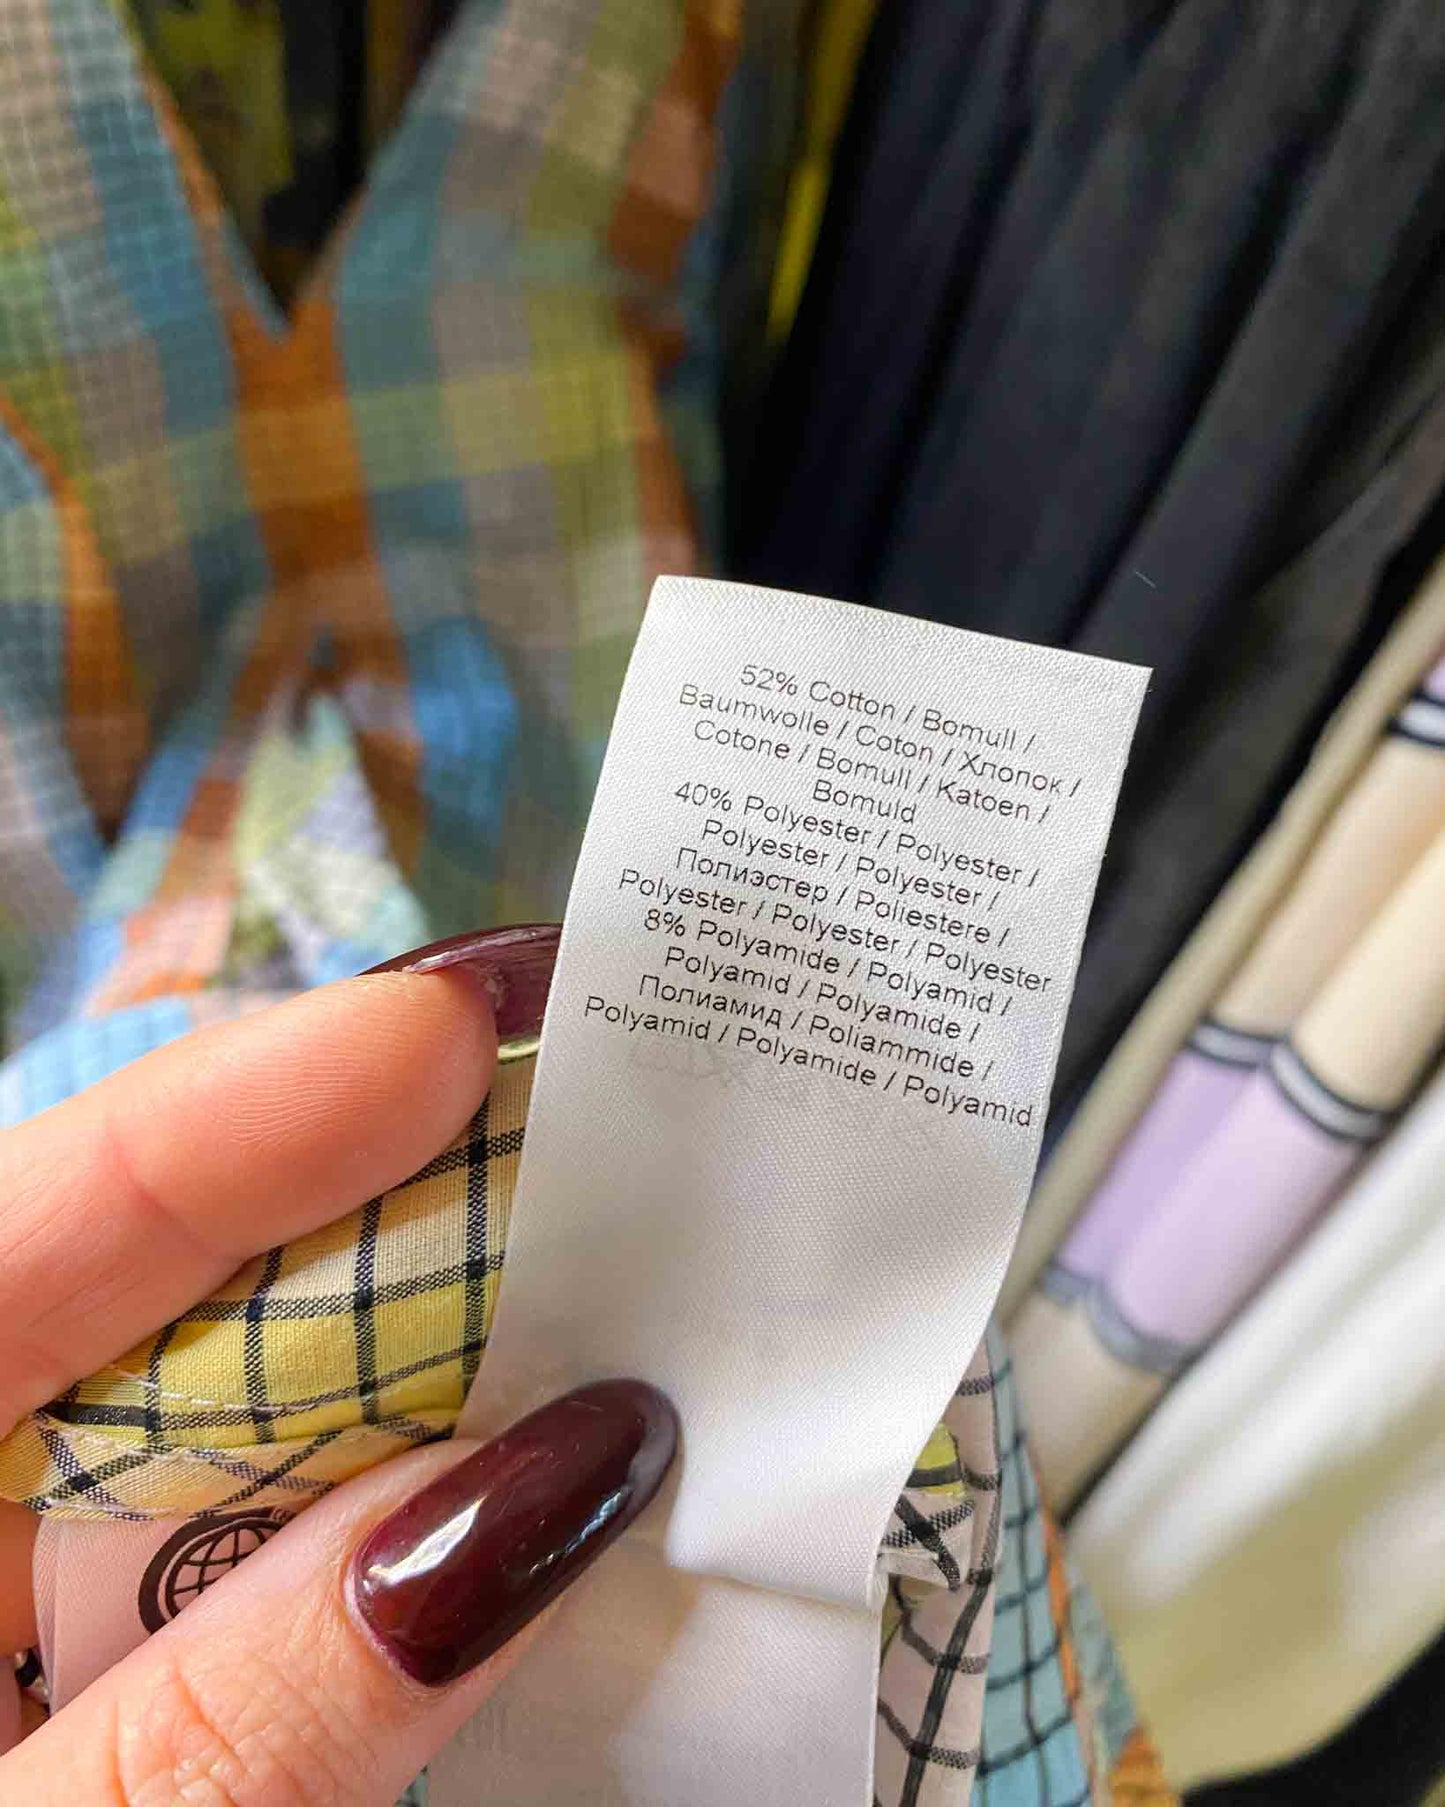 52% Cotton / Bomull /
Baumwolle / Coton / Хлопок /
Cotone / Bomull / Katoen /
Bomuld
40% Polyester / Polyester /
Polyester / Polyester /
Полиэстер / Poliestere /
Polyester / Polyester / Polyester
8% Polyamide / Polyamid /
Polyamid / Polyamide /
Полиамид / Poliammide /
Polyamid / Polyamide / Polyamid